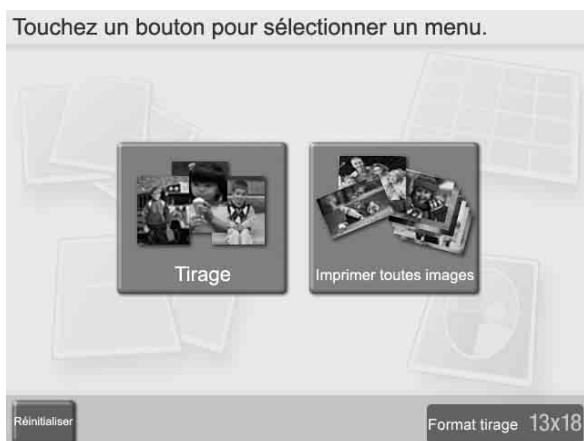 Touchez un bouton pour sélectionner un menu.
Tirage
Imprimer toutes images
Réinitialiser
Format tirage 13x18